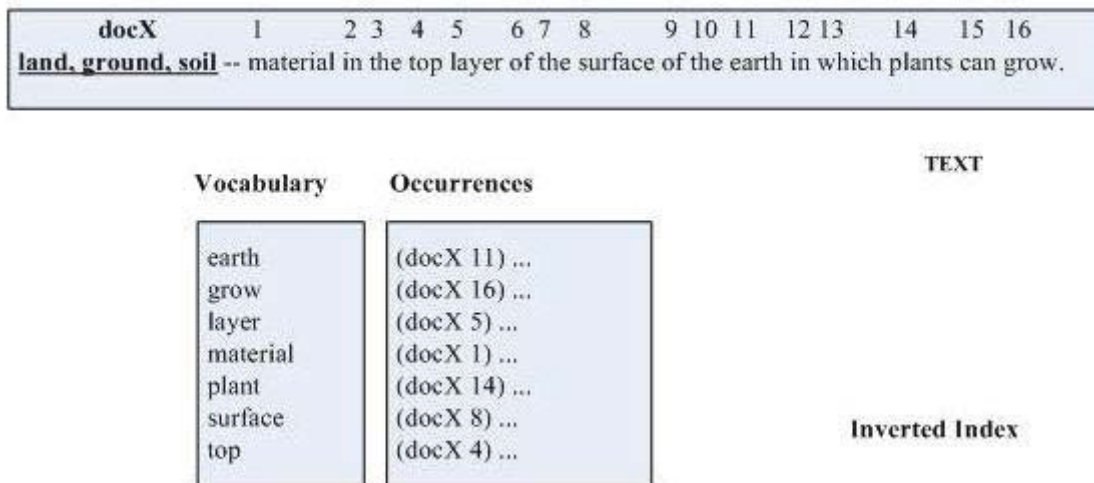 docX 1 2 3 4 5 6 7 8 9 10 11 12 13 14 15 16
land, ground, soil -- material in the top layer of the surface of the earth in which plants can grow.
TEXT
Vocabulary Occurrences
earth (docX 11) ...
grow (docX 16) ...
layer (docX 5) ...
material (docX 1) ...
plant (docX 14) ...
surface (docX 8) ...
top (docX 4) ...
Inverted Index